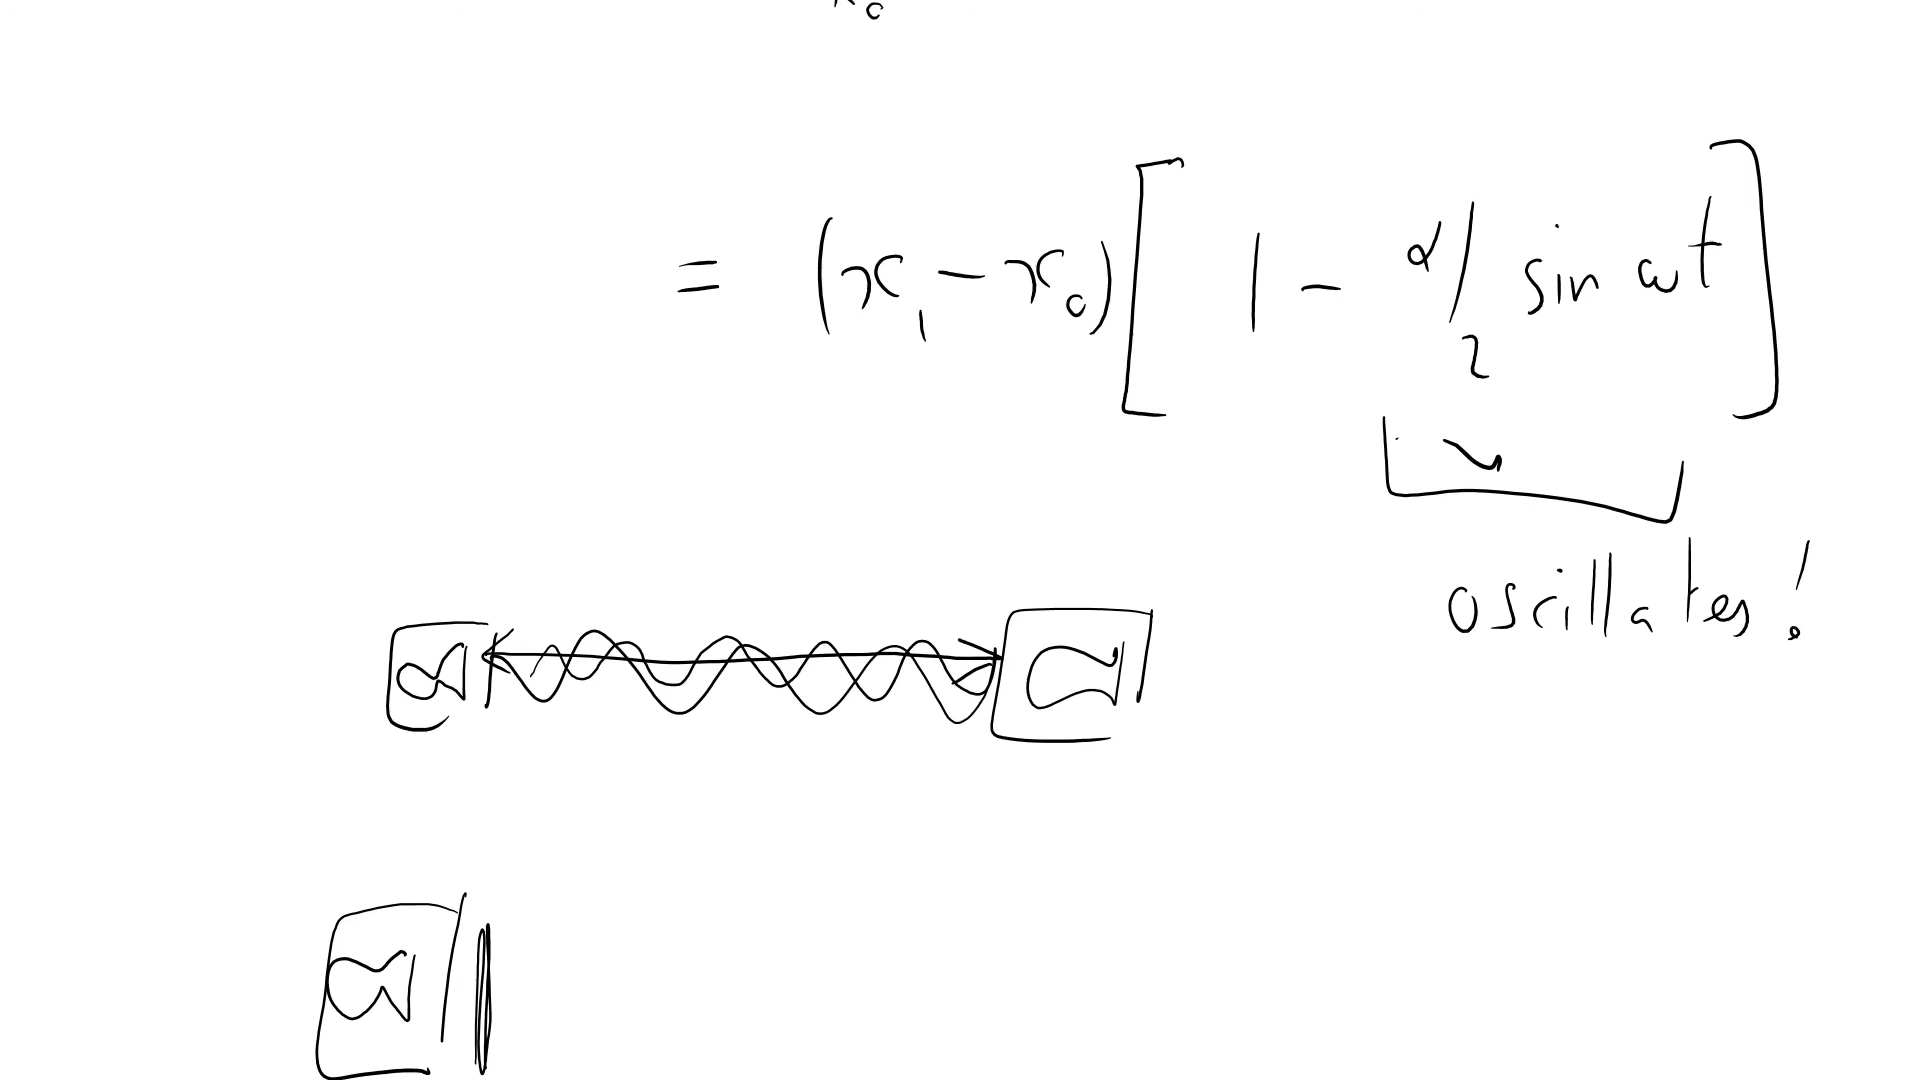 = (x₁ - x₀) [ 1 - α/2 sin ωt ]
oscillates!